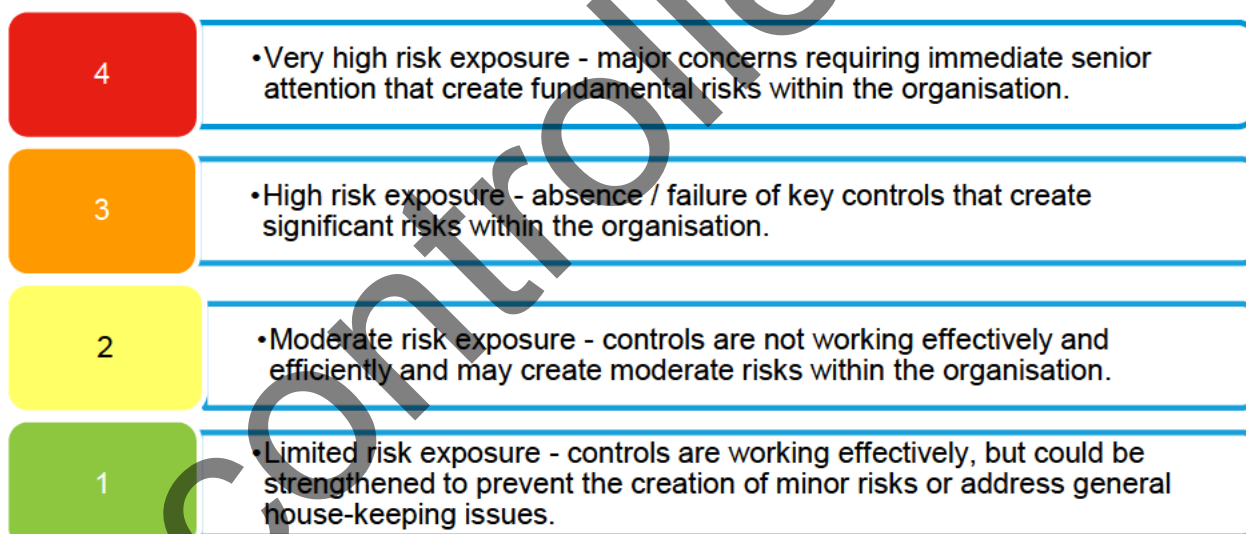 4
•Very high risk exposure - major concerns requiring immediate senior
attention that create fundamental risks within the organisation.
3
•High risk exposure - absence / failure of key controls that create
significant risks within the organisation.
2
•Moderate risk exposure - controls are not working effectively and
efficiently and may create moderate risks within the organisation.
1
•Limited risk exposure - controls are working effectively, but could be
strengthened to prevent the creation of minor risks or address general
house-keeping issues.
controlle